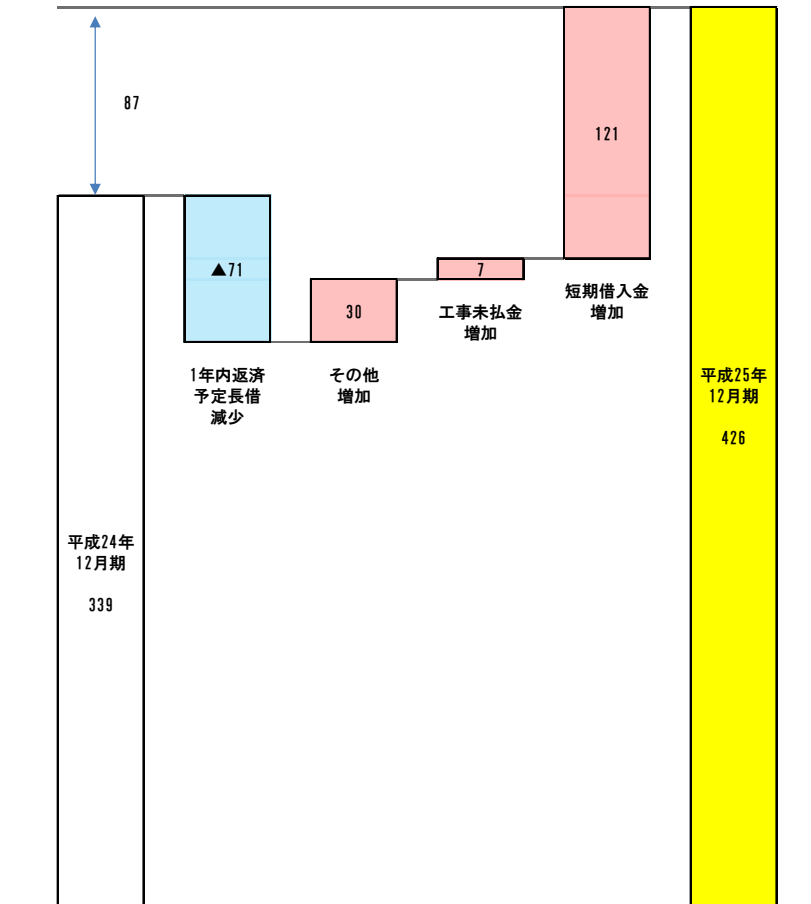 87
平成24年
12月期
339
▲71
1年内返済
予定長借
減少
30
その他
増加
7
工事未払金
増加
121
短期借入金
増加
平成25年
12月期
426